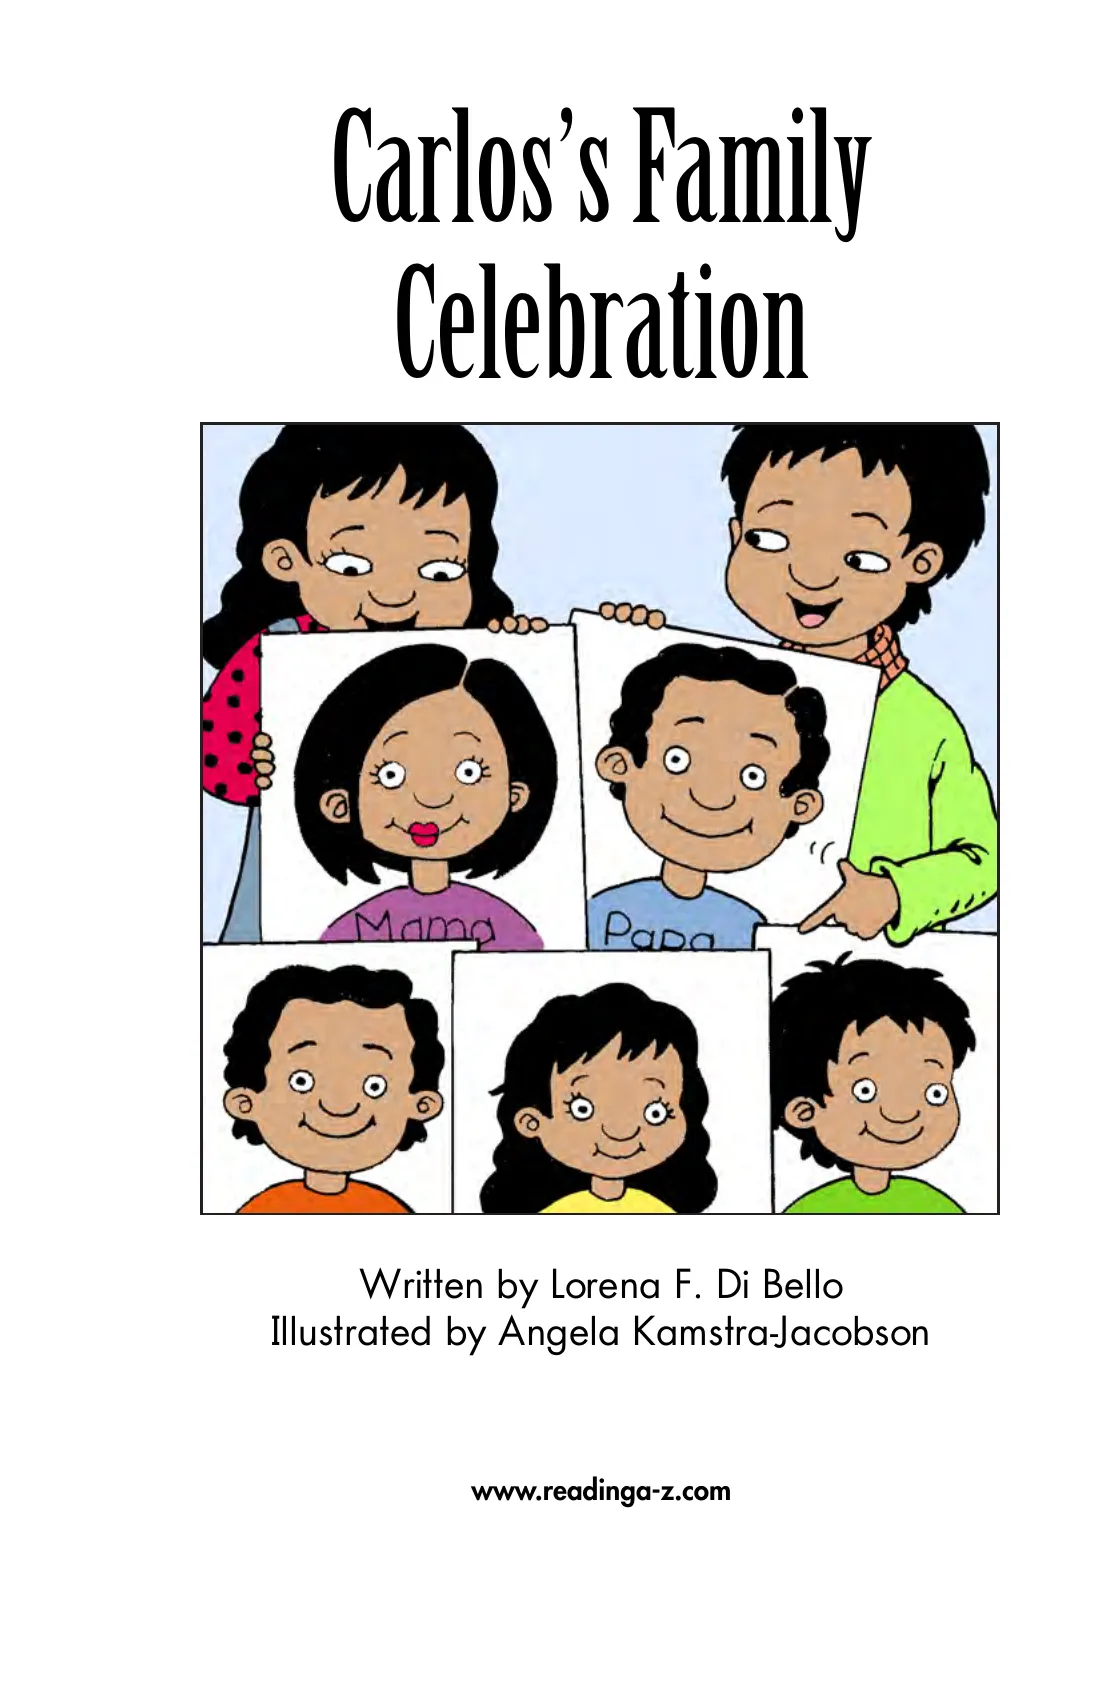 Carlos’s Family
Celebration
Mama
Papa
Written by Lorena F. Di Bello
Illustrated by Angela Kamstra-Jacobson
www.readinga-z.com